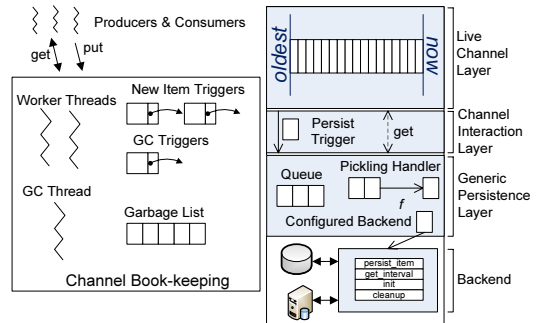 Producers & Consumers
get
put
Worker Threads
New Item Triggers
GC Triggers
GC Thread
Garbage List
Channel Book-keeping
oldest
now
Live
Channel
Layer
Persist
Trigger
get
Channel
Interaction
Layer
Queue
Pickling Handler
f
Configured Backend
Generic
Persistence
Layer
persist_item
get_interval
init
cleanup
Backend